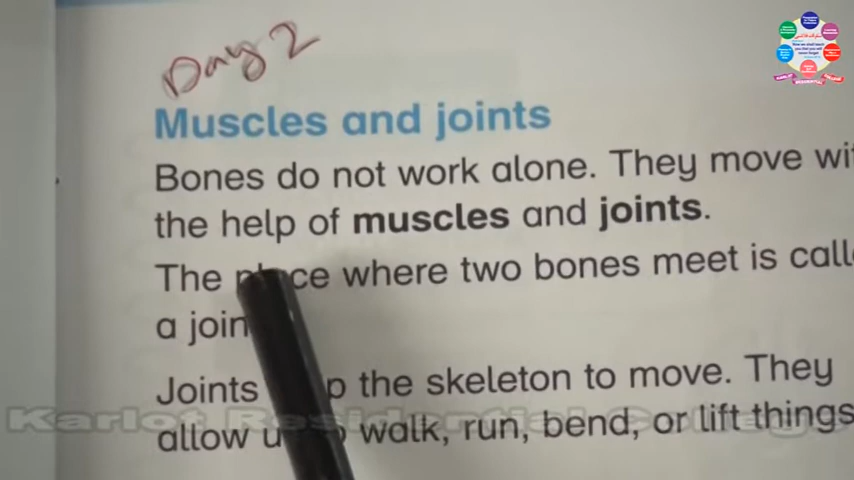 Day 2
Muscles and joints
Bones do not work alone. They move
the help of muscles and joints.
The where two bones meet is
a
Joints the skeleton to move. They
allow walk, run, bend, or lift things
Karlot Residential College